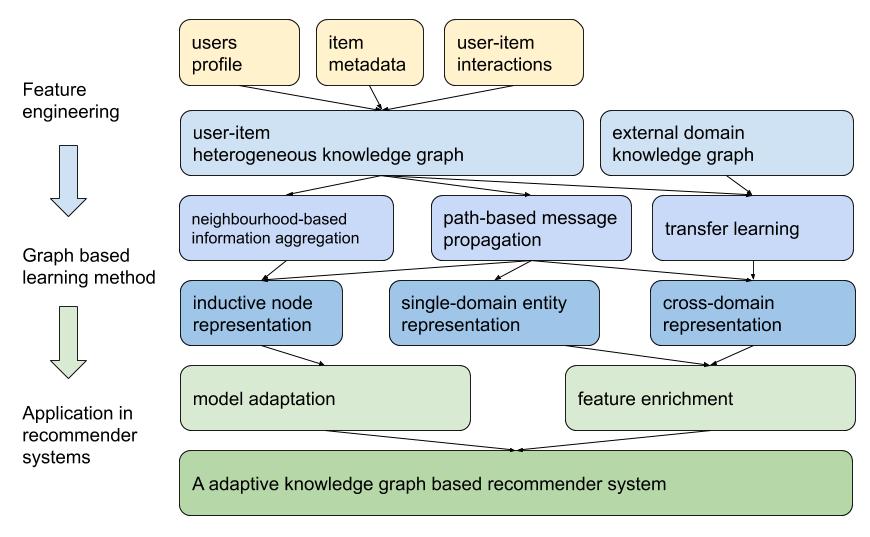 users
profile
item
metadata
user-item
interactions
Feature
engineering
user-item
heterogeneous knowledge graph
external domain
knowledge graph
neighbourhood-based
information aggregation
path-based message
propagation
transfer learning
Graph based
learning method
inductive node
representation
single-domain entity
representation
cross-domain
representation
model adaptation
feature enrichment
Application in
recommender
systems
A adaptive knowledge graph based recommender system